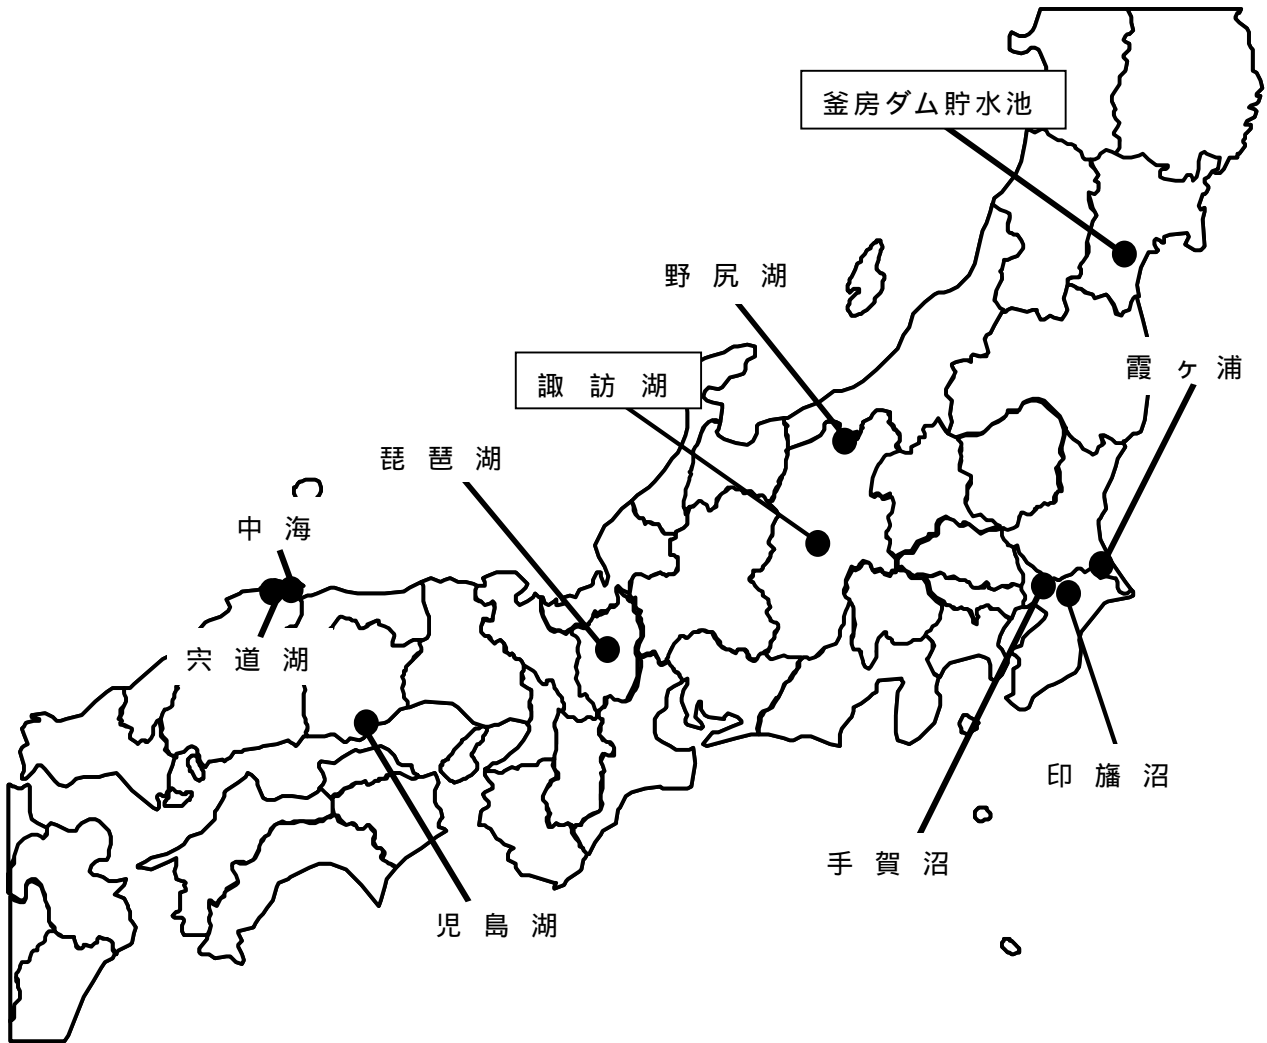 釜房ダム貯水池
野尻湖
霞ヶ浦
諏訪湖
琵琶湖
中海
宍道湖
印旛沼
手賀沼
児島湖